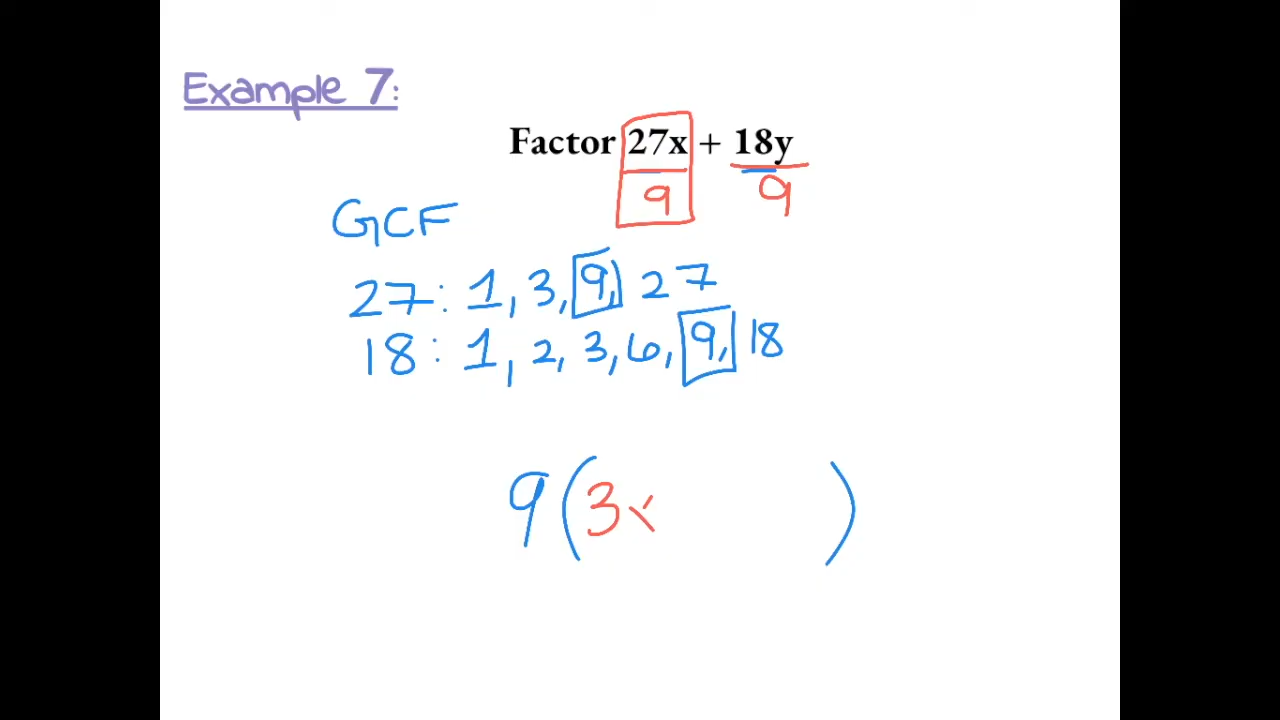 Example 7:
Factor 27x + 18y
9 9
GCF
27: 1, 3, 9, 27
18: 1, 2, 3, 6, 9, 18
9(3x )